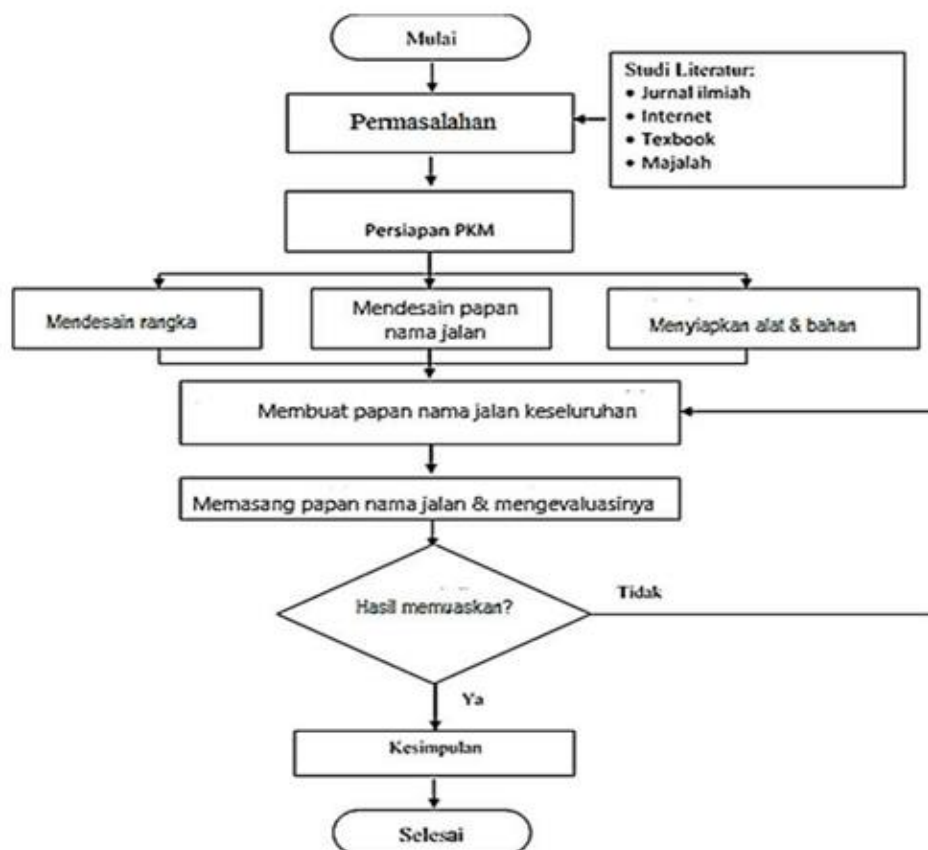 Mulai
Studi Literatur:
• Jurnal ilmiah
• Internet
• Texbook
• Majalah
Permasalahan
Persiapan PKM
Mendesain rangka
Mendesain papan
nama jalan
Menyiapkan alat & bahan
Membuat papan nama jalan keseluruhan
Memasang papan nama jalan & mengevaluasinya
Hasil memuaskan?
Tidak
Ya
Kesimpulan
Selesai